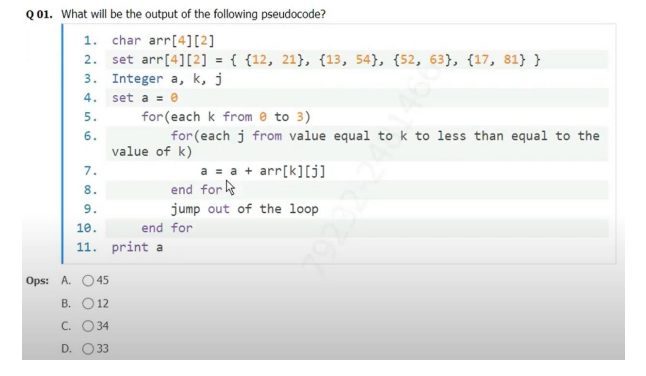 Q 01. What will be the output of the following pseudocode?
1. char arr[4][2]
2. set arr[4][2] = { {12, 21}, {13, 54}, {52, 63}, {17, 81} }
3. Integer a, k, j
4. set a = 0
5. for(each k from 0 to 3)
6. for(each j from value equal to k to less than equal to the
value of k)
7. a = a + arr[k][j]
8. end for
9. jump out of the loop
10. end for
11. print a
Ops: A. 45
B. 12
C. 34
D. 33